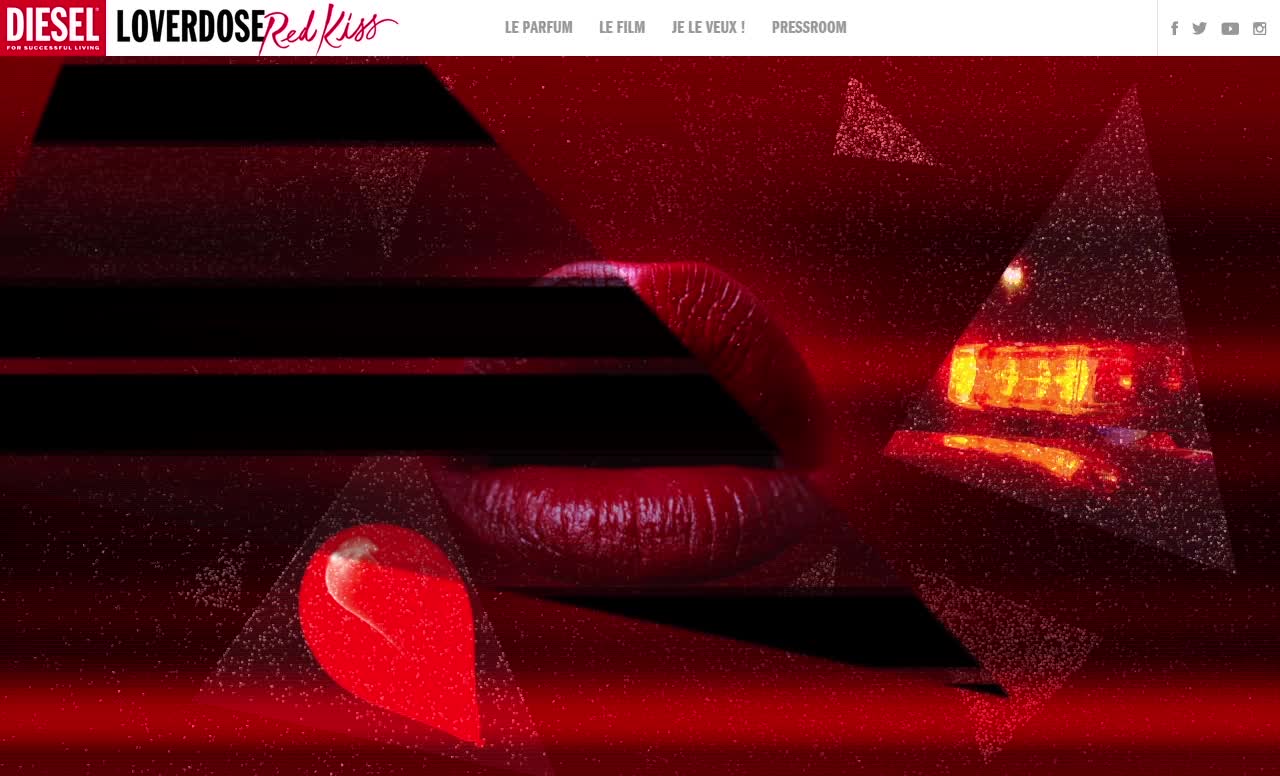 DIESEL
FOR SUCCESSFUL LIVING
LOVERDOSE Red Kiss
LE PARFUM LE FILM JE LE VEUX ! PRESSROOM